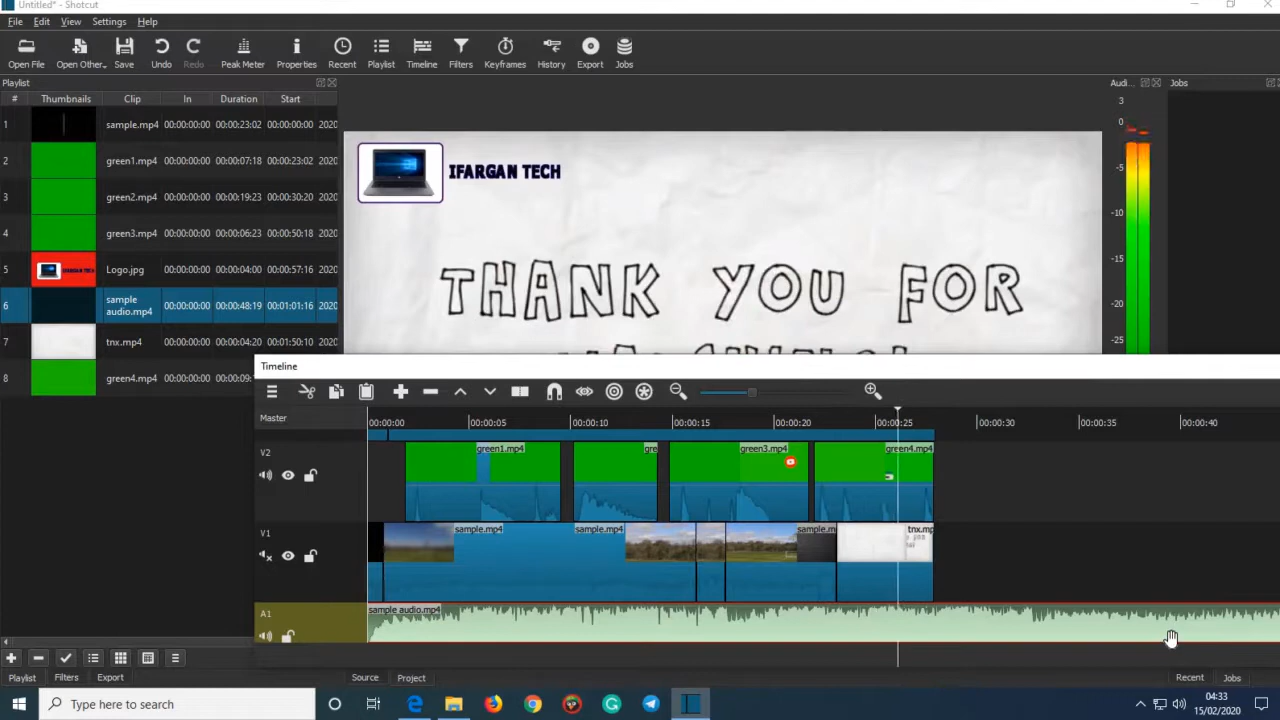 Untitled* - Shotcut
File Edit View Settings Help
Open File Open Other... Save Undo Redo Peak Meter Properties Recent Playlist Timeline Filters Keyframes History Export Jobs
Playlist
Audi... Jobs
# Thumbnails Clip In Duration Start
1 sample.mp4 00:00:00:00 00:00:23:02 00:00:00:00 2020
2 green1.mp4 00:00:00:00 00:00:07:18 00:00:23:02 2020
3 green2.mp4 00:00:00:00 00:00:19:23 00:00:30:20 2020
4 green3.mp4 00:00:00:00 00:00:06:23 00:00:50:18 2020
5 Logo.jpg 00:00:00:00 00:00:04:00 00:00:57:16 2020
6 sample audio.mp4 00:00:00:00 00:00:48:19 00:01:01:16 2020
7 tnx.mp4 00:00:00:00 00:00:04:20 00:01:50:10 2020
8 green4.mp4 00:00:00:00 00:00:09:
IFARGAN TECH
THANK YOU FOR
3
0
-5
-10
-15
-20
-25
Timeline
Master
00:00:00 00:00:05 00:00:10 00:00:15 00:00:20 00:00:25 00:00:30 00:00:35 00:00:40
V2
green1.mp4 gre green3.mp4 green4.mp4
V1
sample.mp4 sample.mp4 sample.m tnx.mp
A1
sample audio.mp4
Playlist Filters Export Source Project Recent Jobs
Type here to search
04:33
15/02/2020